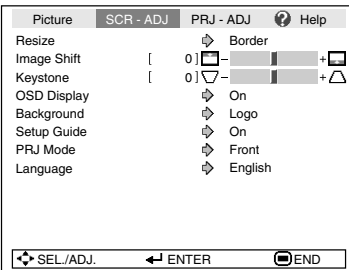 Picture SCR - ADJ PRJ - ADJ ? Help
Resize Border
Image Shift [ 0 ] - +
Keystone [ 0 ] - +
OSD Display On
Background Logo
Setup Guide On
PRJ Mode Front
Language English
SEL./ADJ. ENTER END